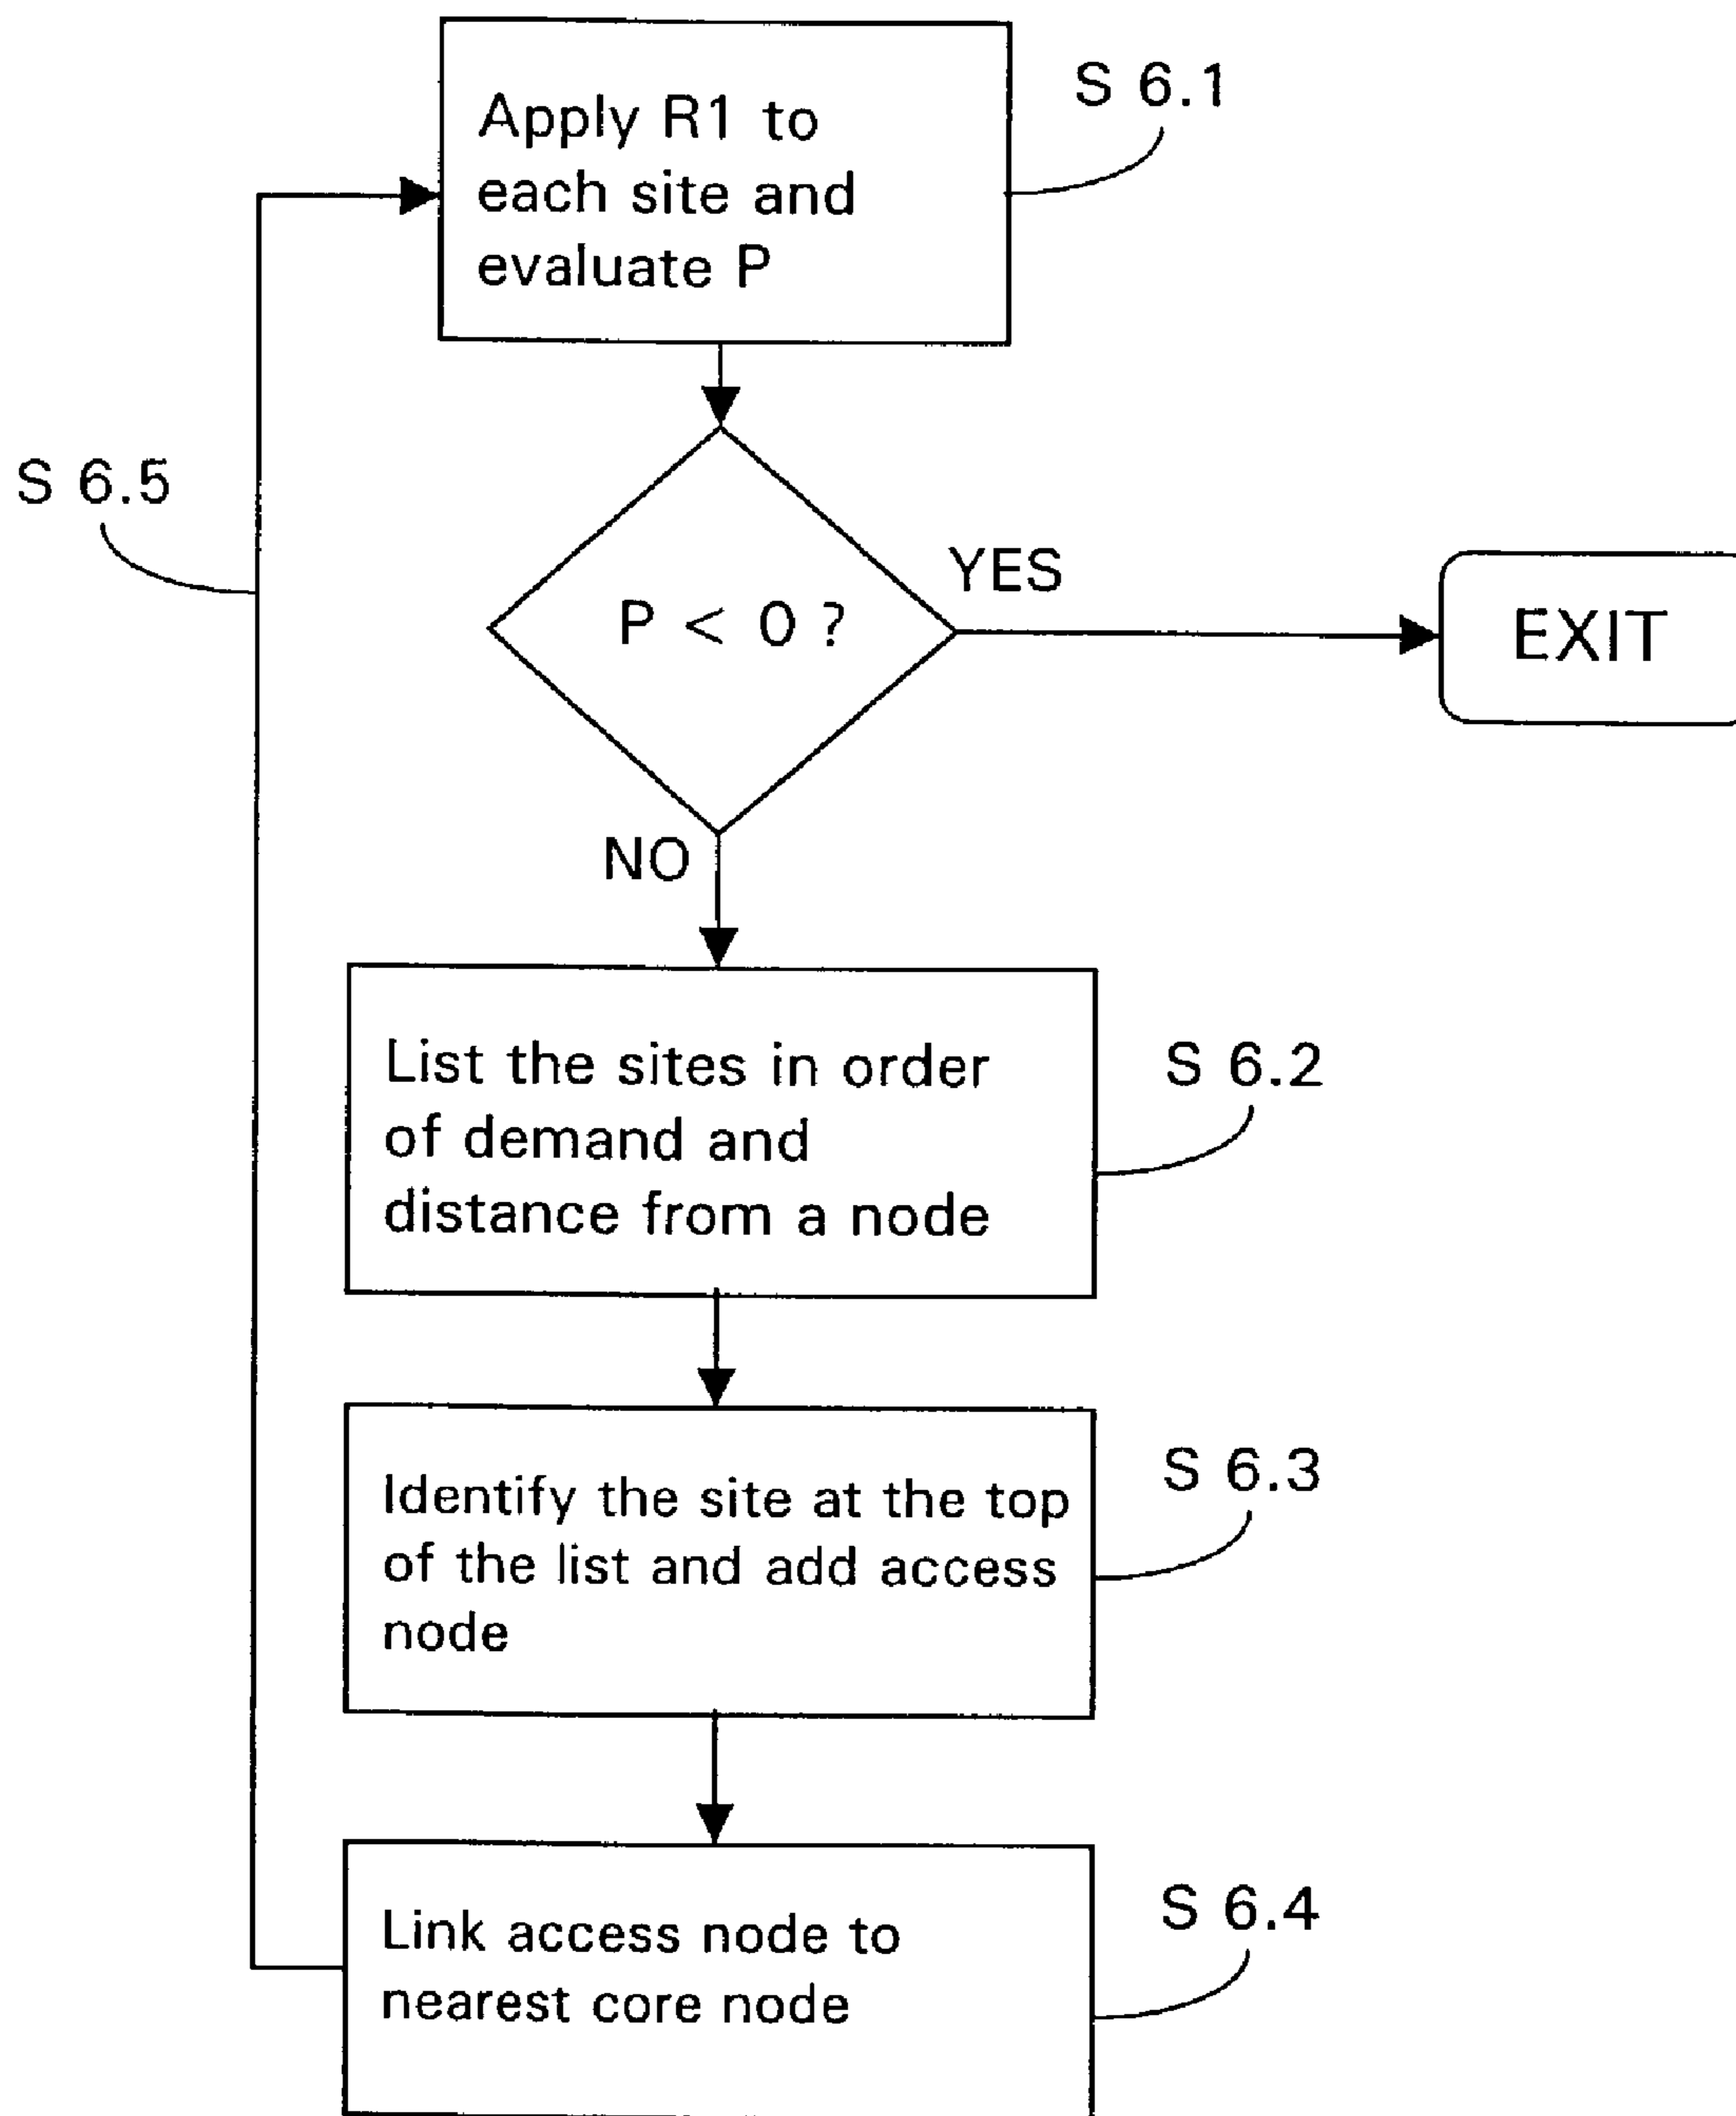 Apply R1 to
each site and
evaluate P
S 6.1
S 6.5
P < 0 ?
YES
EXIT
NO
List the sites in order
of demand and
distance from a node
S 6.2
Identify the site at the top
of the list and add access
node
S 6.3
Link access node to
nearest core node
S 6.4